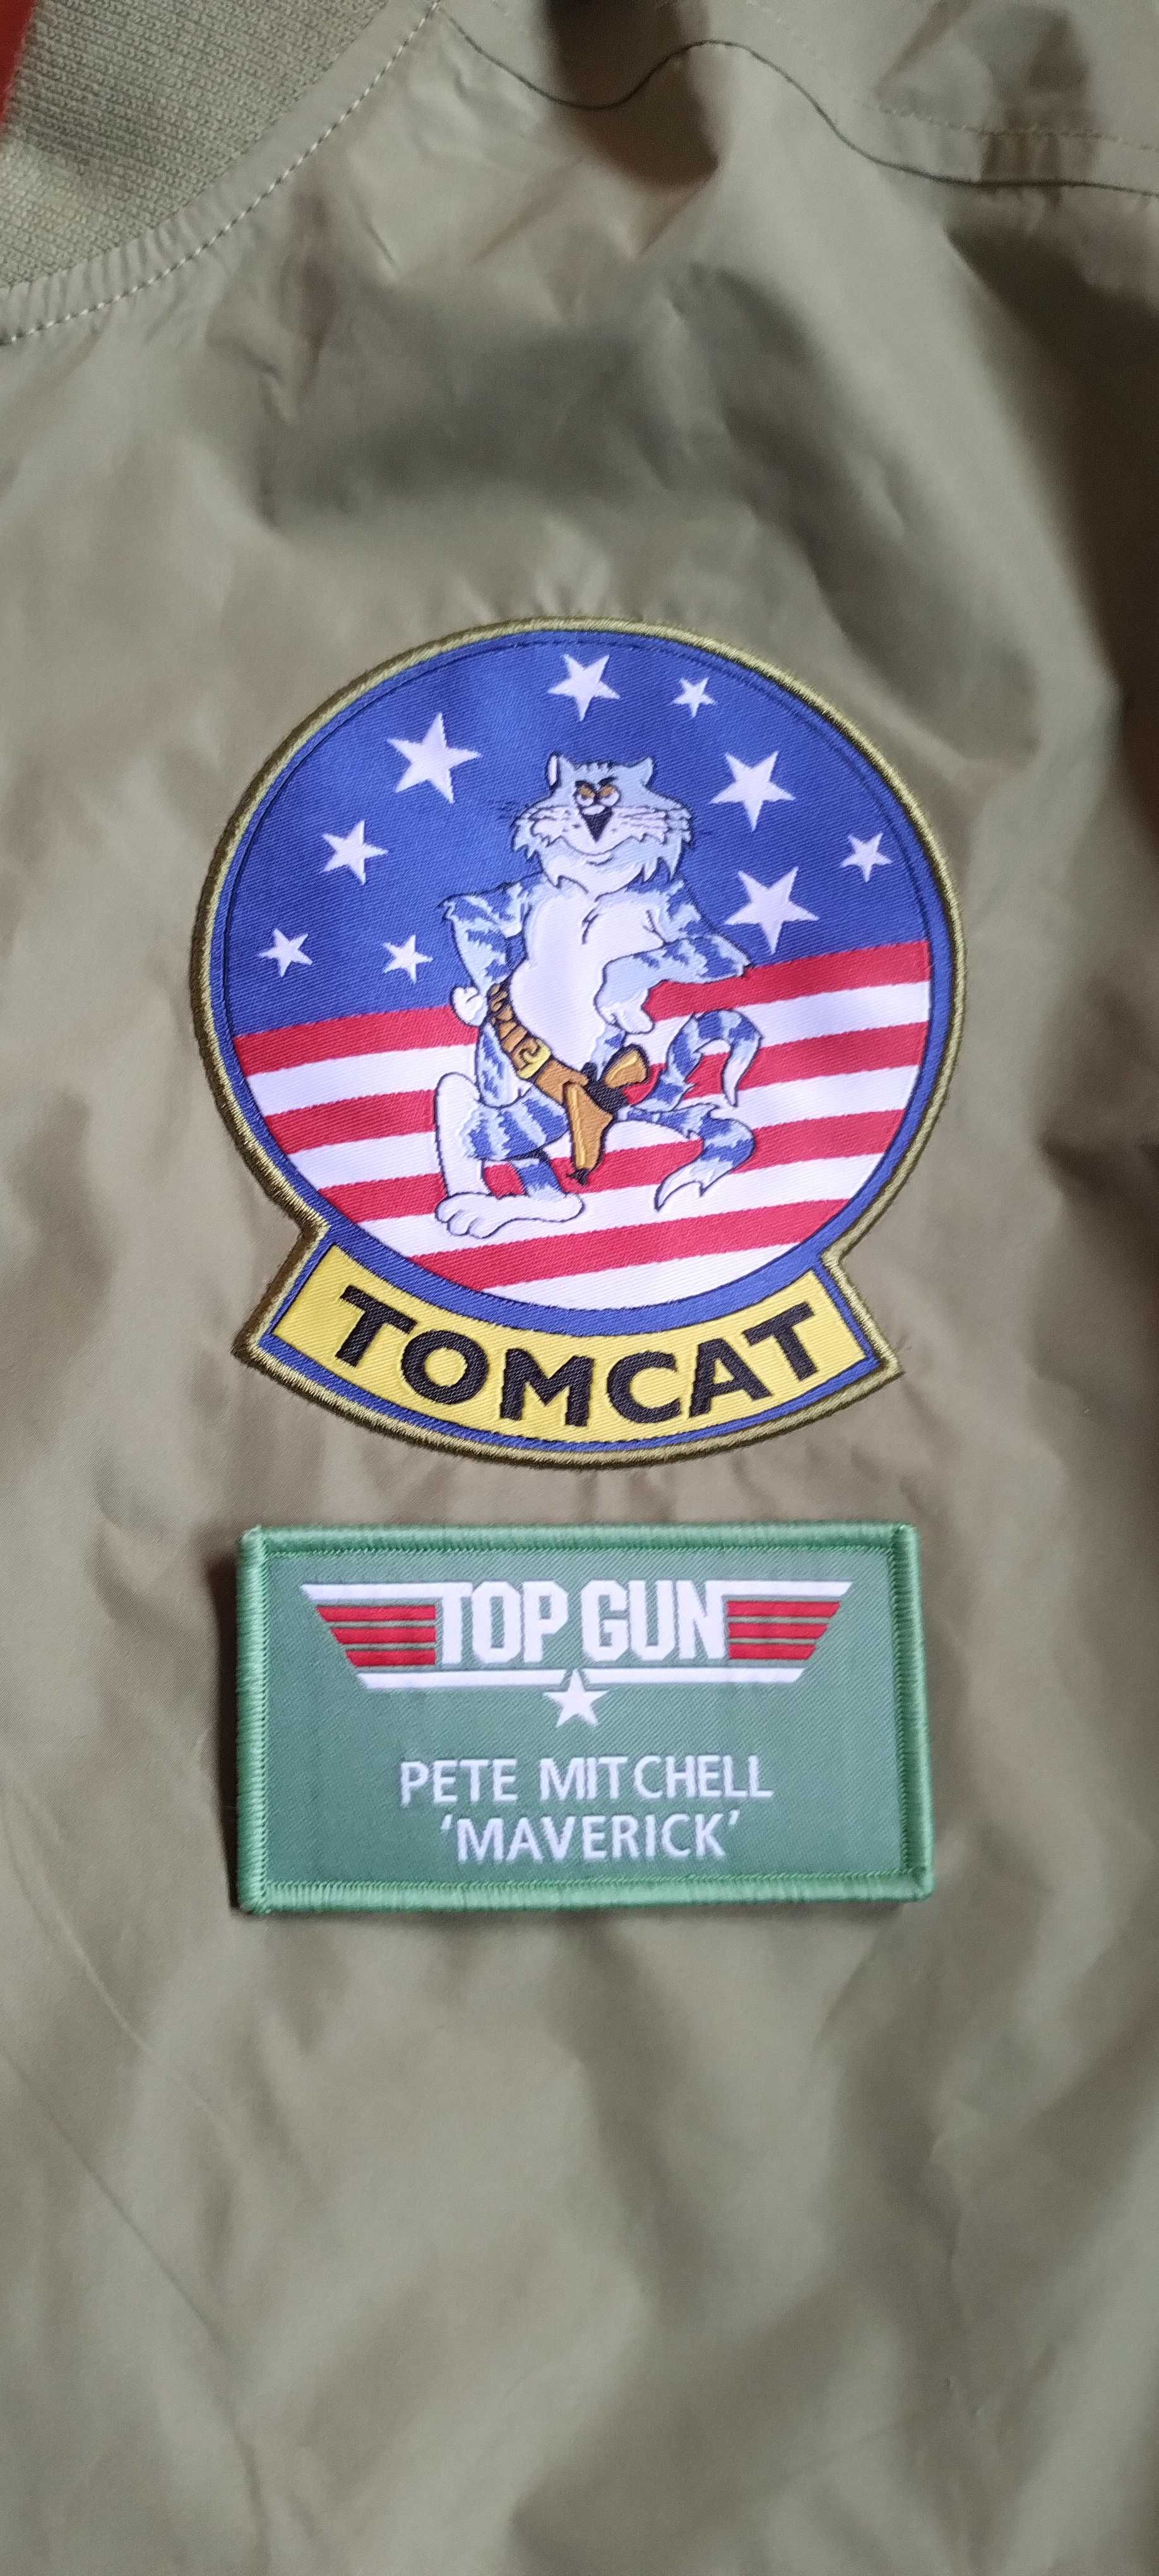 TOMCAT
TOP GUN
PETE MITCHELL
'MAVERICK'